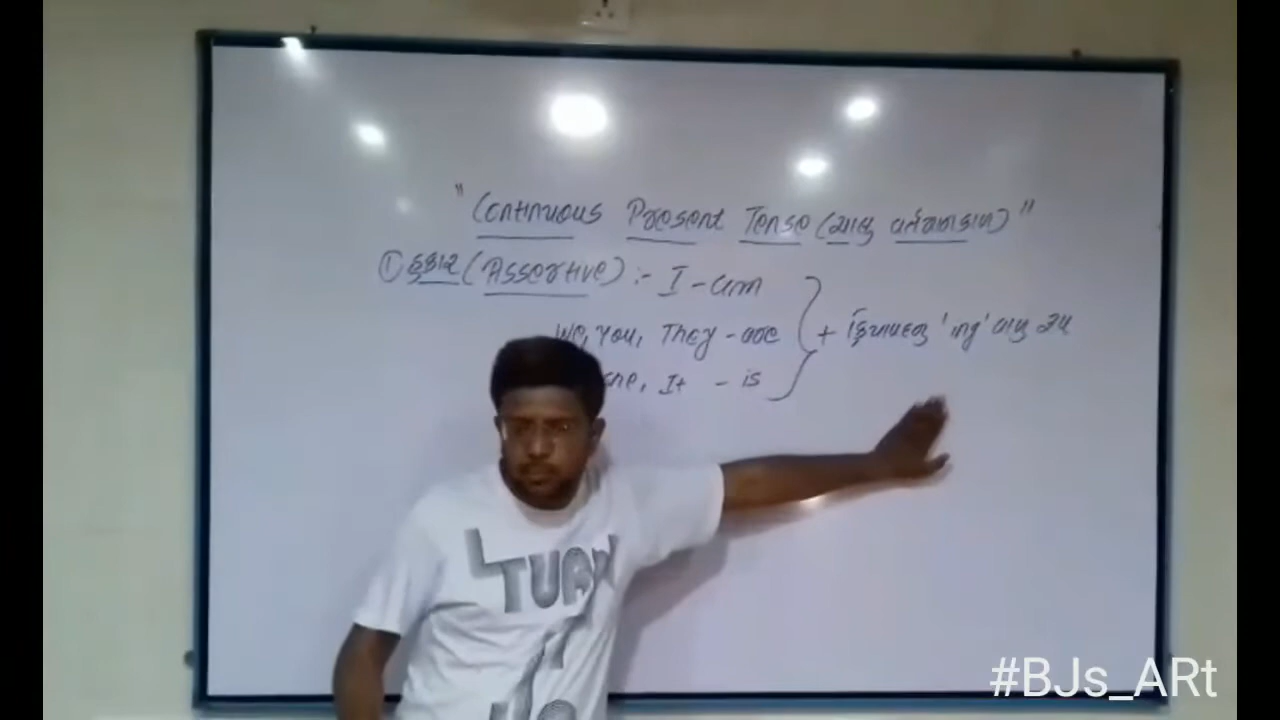 "Continuous Present Tense (ચાલુ વર્તમાનકાળ)"
① હકાર (Assertive) :- I - am
We, You, They - are } + ક્રિયાપદનું 'ing' વાળુ રૂપ
She, It - is
LTURN
#BJs_ARt